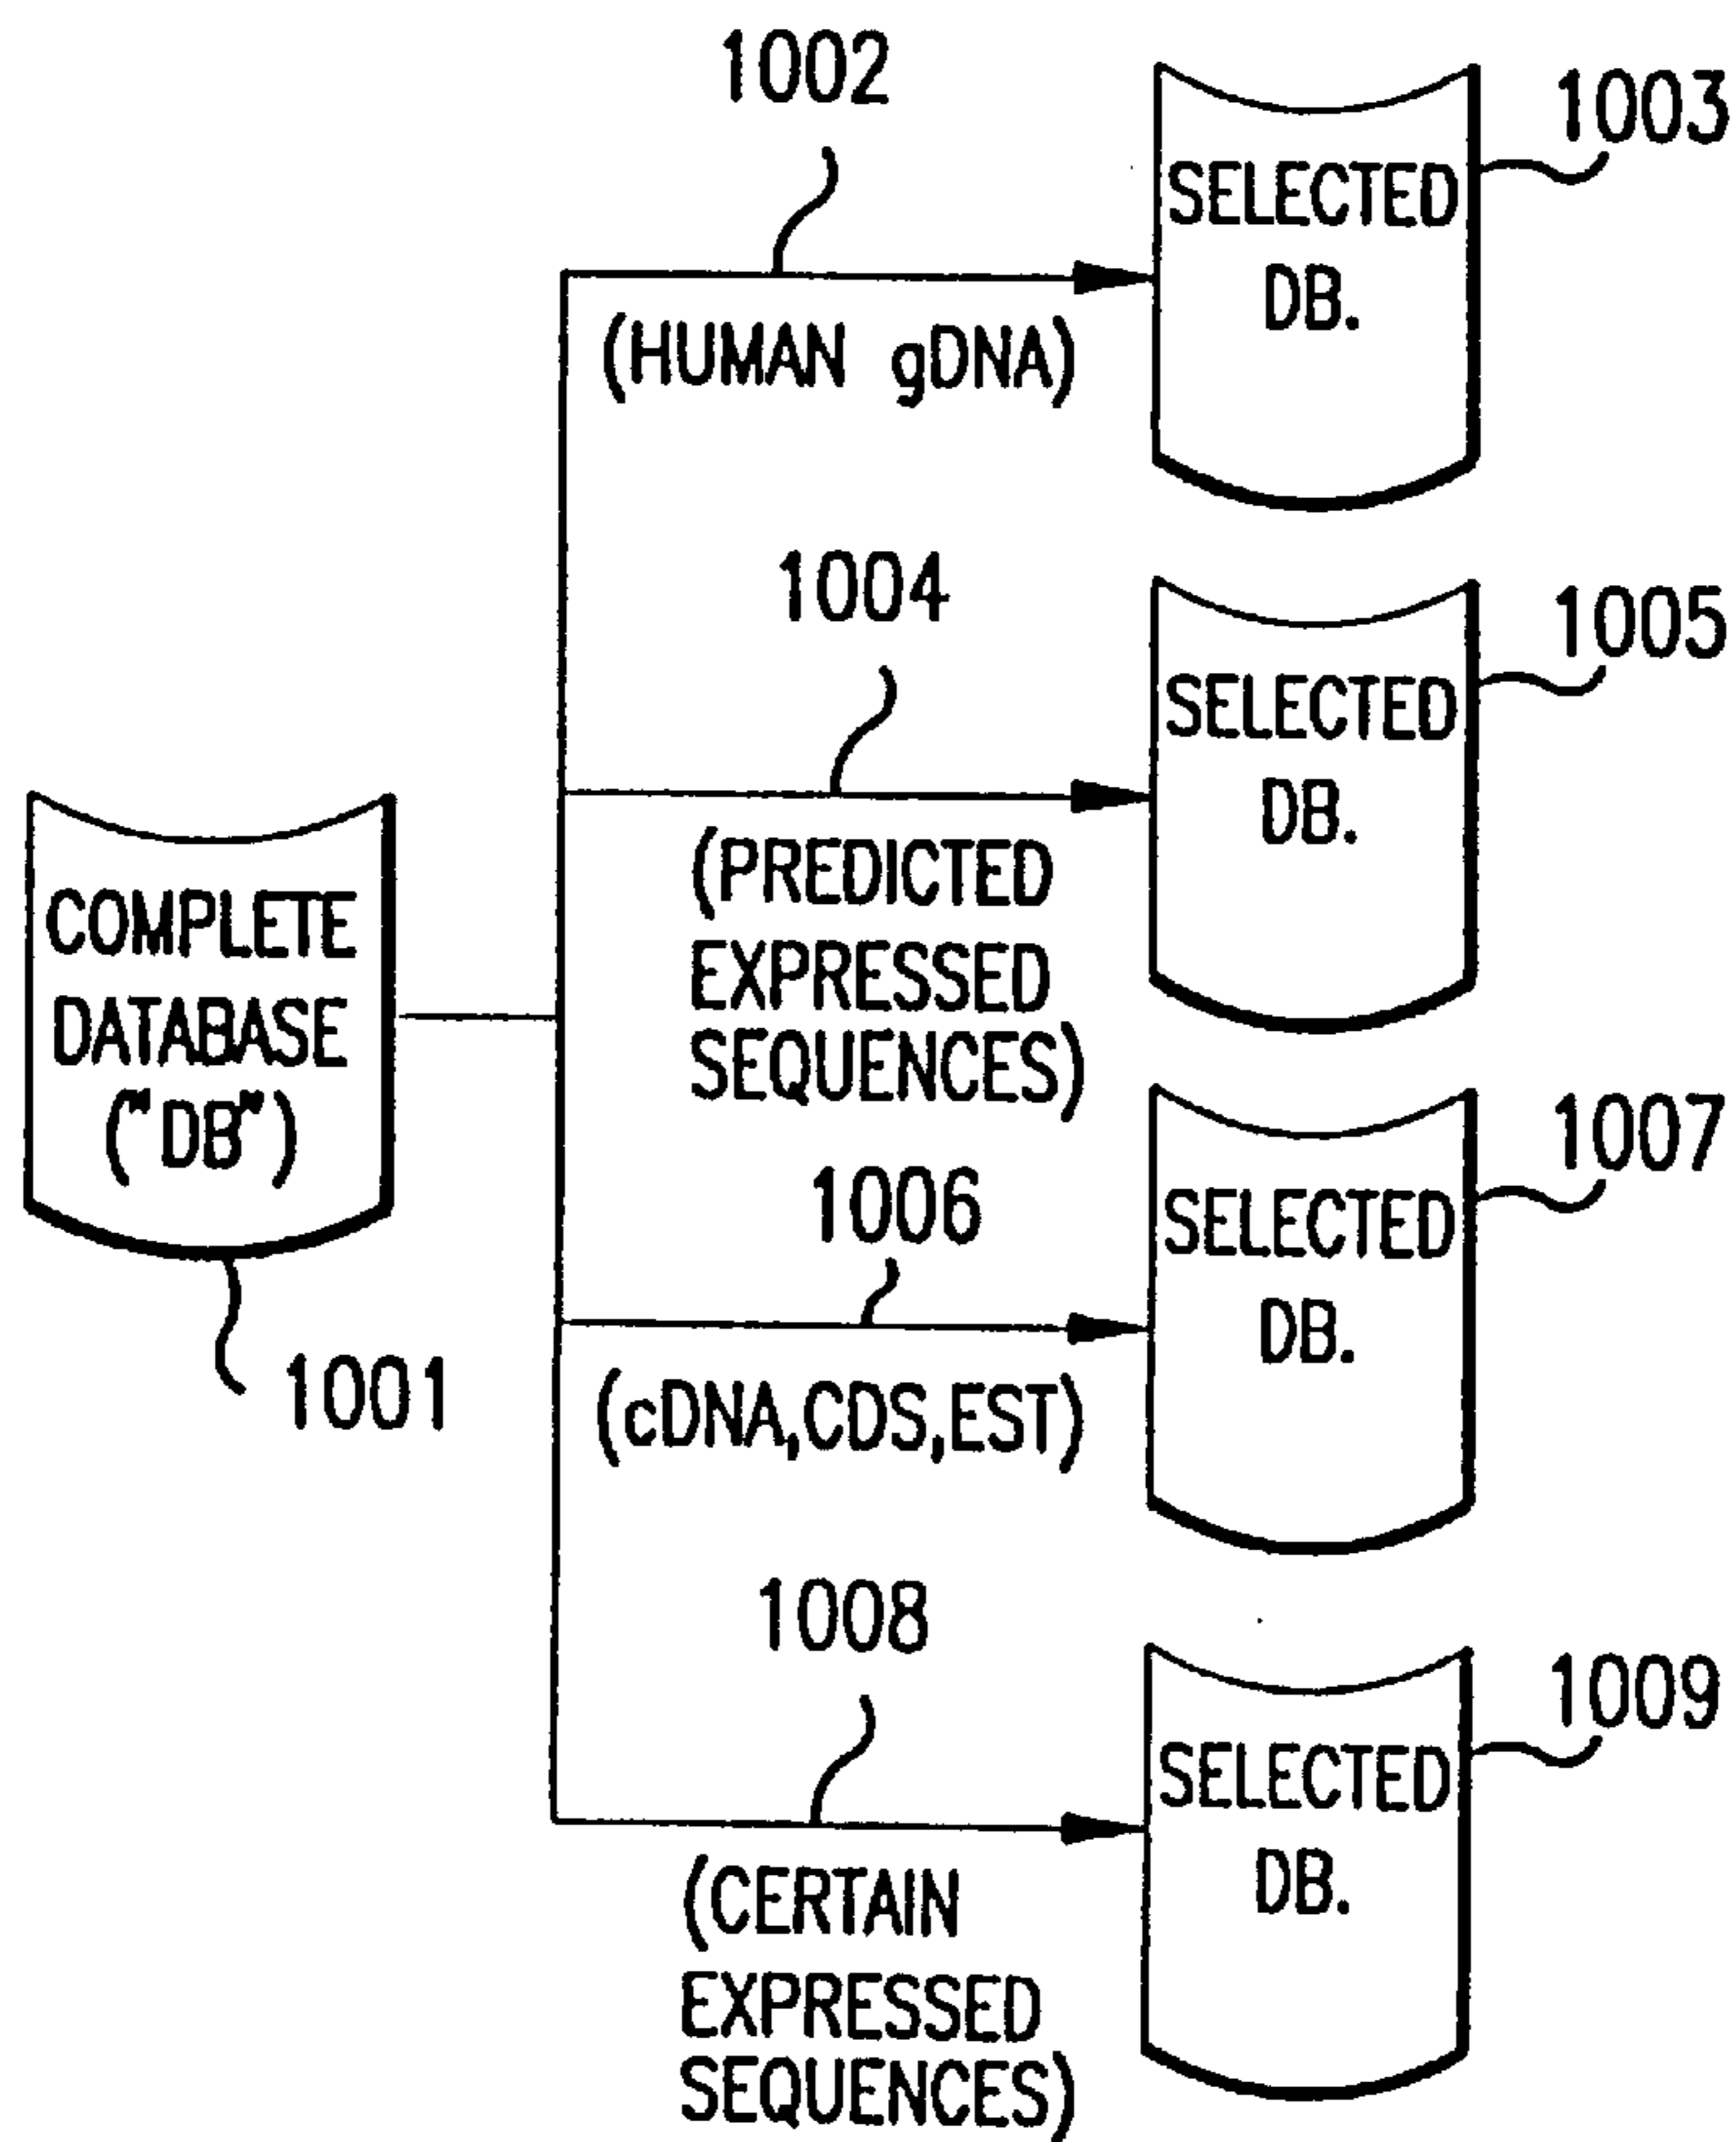 1002
1003
SELECTED
DB.
(HUMAN gDNA)
1004
1005
SELECTED
DB.
(PREDICTED
EXPRESSED
SEQUENCES)
COMPLETE
DATABASE
("DB")
1001
1006
1007
SELECTED
DB.
(cDNA,CDS,EST)
1008
1009
SELECTED
DB.
(CERTAIN
EXPRESSED
SEQUENCES)